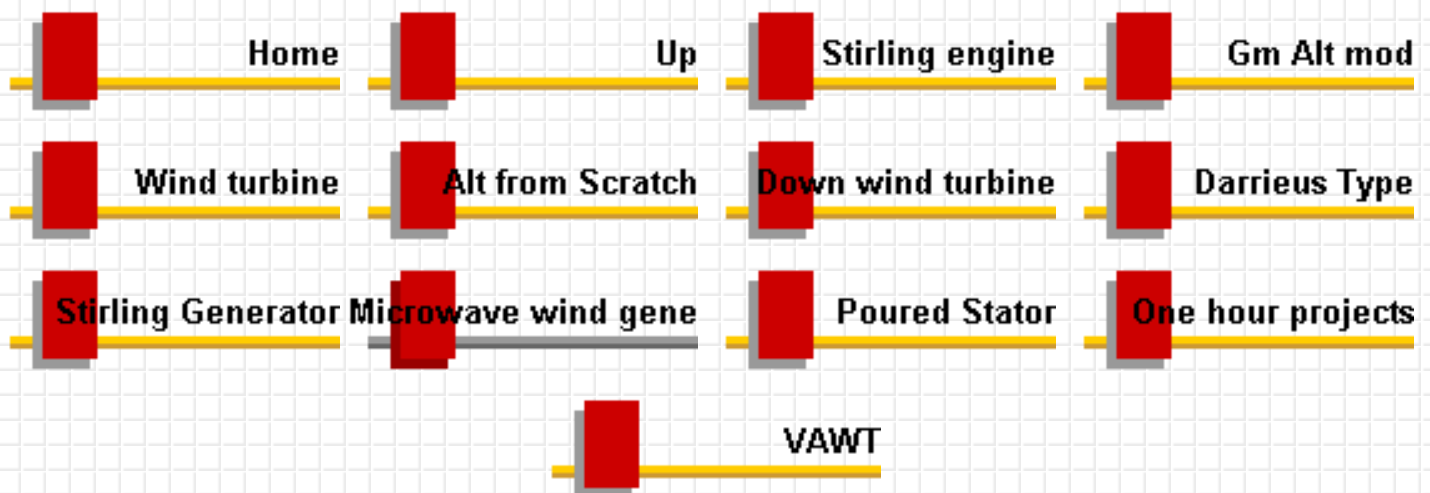 Home
Up
Stirling engine
Gm Alt mod
Wind turbine
Alt from Scratch
Down wind turbine
Darrieus Type
Stirling Generator
Microwave wind gene
Poured Stator
One hour projects
VAWT